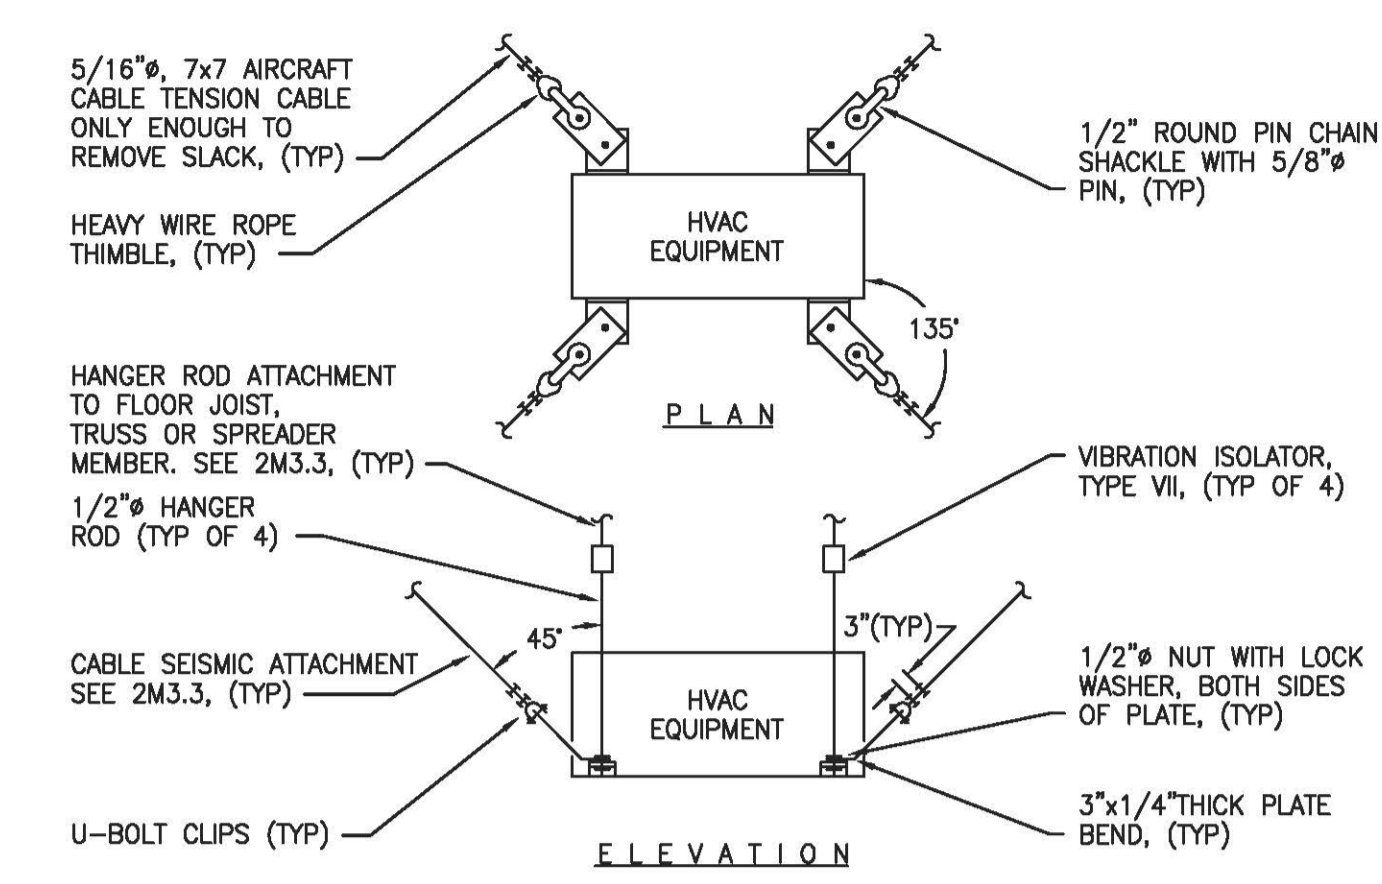 5/16"ø, 7x7 AIRCRAFT
CABLE TENSION CABLE
ONLY ENOUGH TO
REMOVE SLACK, (TYP)
HEAVY WIRE ROPE
THIMBLE, (TYP)
1/2" ROUND PIN CHAIN
SHACKLE WITH 5/8"ø
PIN, (TYP)
HVAC
EQUIPMENT
135°
PLAN
HANGER ROD ATTACHMENT
TO FLOOR JOIST,
TRUSS OR SPREADER
MEMBER. SEE 2M3.3, (TYP)
1/2"ø HANGER
ROD (TYP OF 4)
VIBRATION ISOLATOR,
TYPE VII, (TYP OF 4)
45°
3"(TYP)
CABLE SEISMIC ATTACHMENT
SEE 2M3.3, (TYP)
HVAC
EQUIPMENT
1/2"ø NUT WITH LOCK
WASHER, BOTH SIDES
OF PLATE, (TYP)
U-BOLT CLIPS (TYP)
3"x1/4"THICK PLATE
BEND, (TYP)
ELEVATION